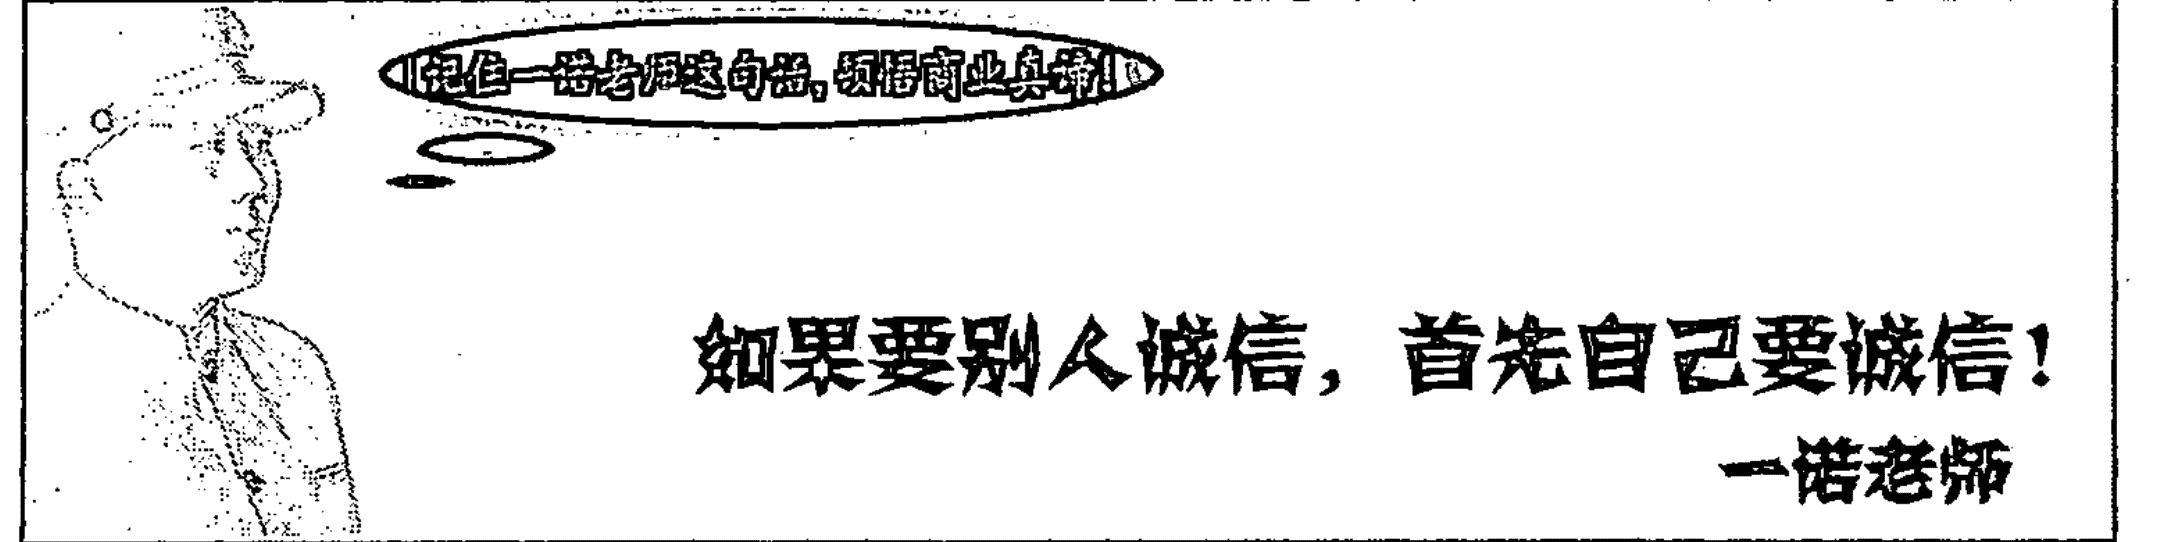 记住一诺老师这句话,领悟商业真谛!
如果要别人诚信，首先自己要诚信！
一诺老师